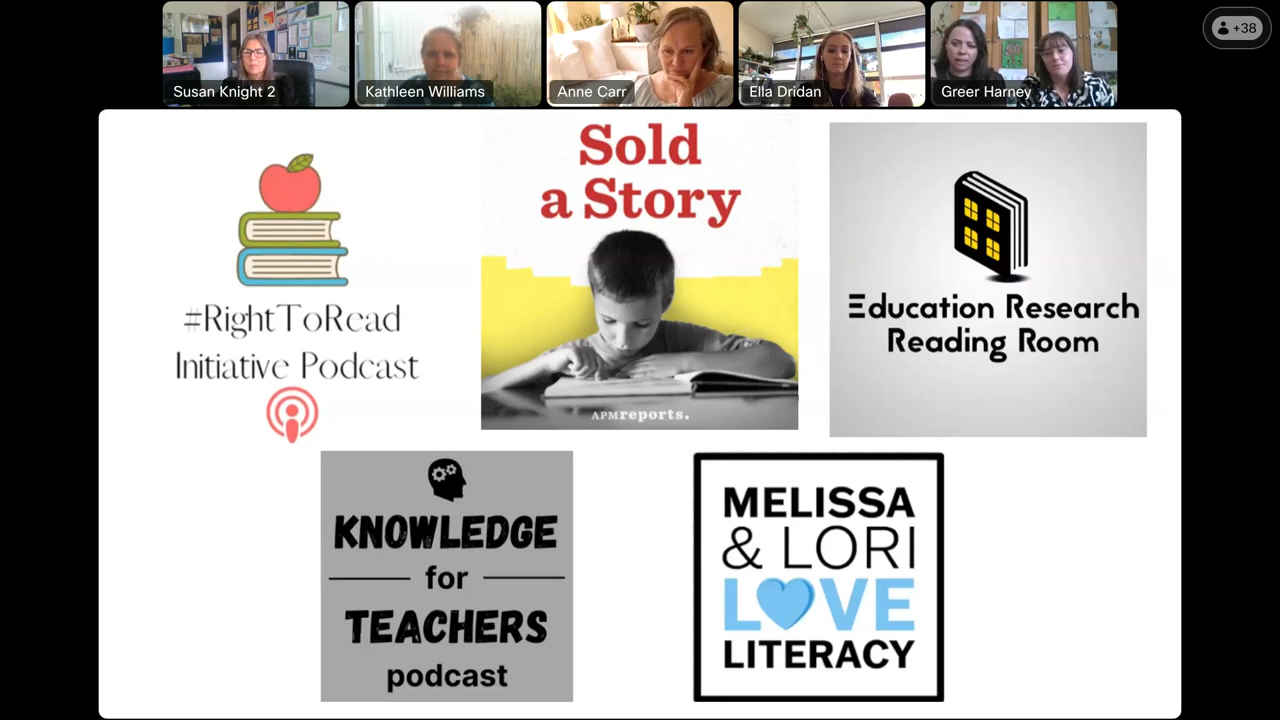 Susan Knight 2
Kathleen Williams
Anne Carr
Ella Dridan
Greer Harney
+38
#RightToRead
Initiative Podcast
Sold
a Story
APMreports.
Education Research
Reading Room
KNOWLEDGE
for
TEACHERS
podcast
MELISSA
& LORI
LOVE
LITERACY